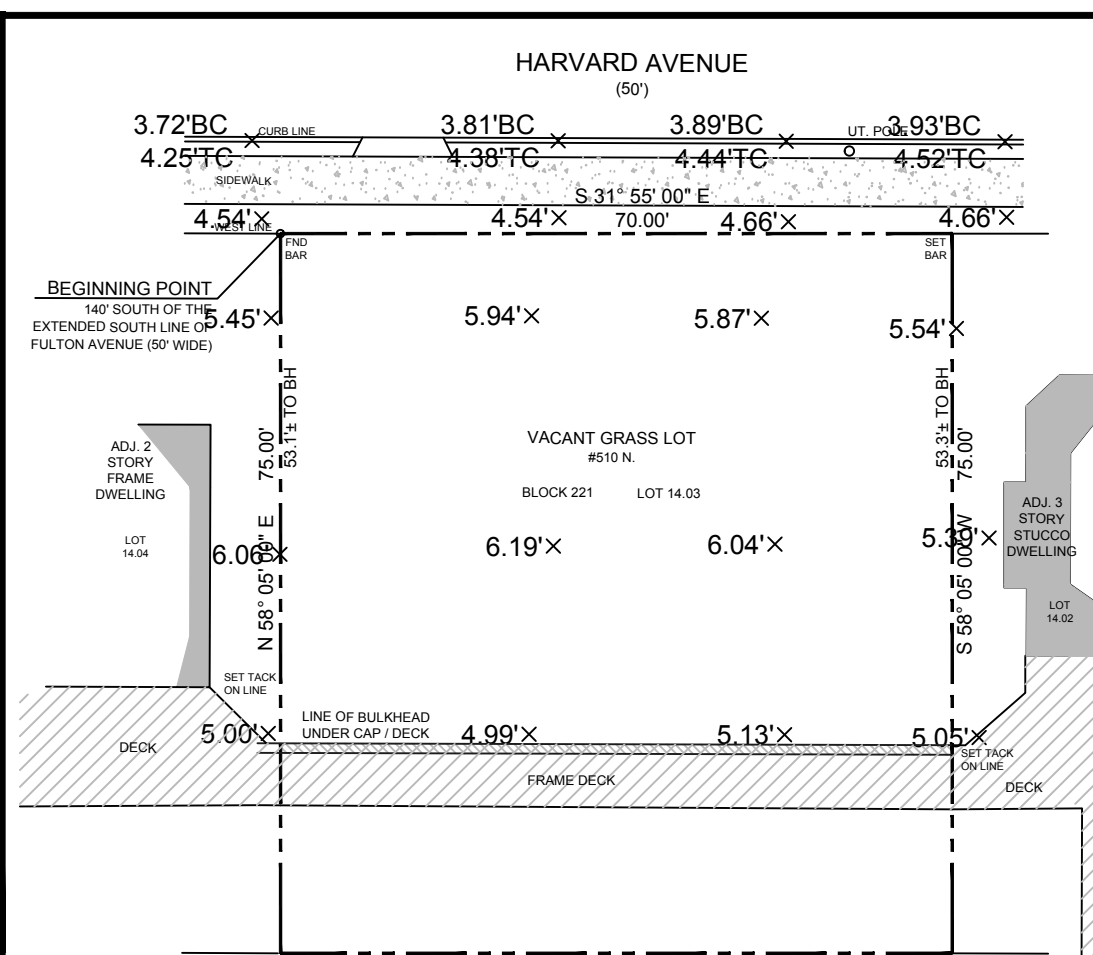 HARVARD AVENUE
(50')
3.72'BC
CURB LINE
3.81'BC
3.89'BC
UT. POLE
3.93'BC
4.25'TC
4.38'TC
4.44'TC
4.52'TC
SIDEWALK
S 31° 55' 00" E
70.00'
4.54'
4.54'
4.66'
4.66'
WEST LINE
FND
BAR
SET
BAR
BEGINNING POINT
140' SOUTH OF THE
EXTENDED SOUTH LINE OF
FULTON AVENUE (50' WIDE)
5.45'
5.94'
5.87'
5.54'
N 58° 05' 00" E 75.00'
53.1'± TO BH
53.3'± TO BH
S 58° 05' 00" W 75.00'
VACANT GRASS LOT
#510 N.
BLOCK 221 LOT 14.03
ADJ. 2
STORY
FRAME
DWELLING
LOT
14.04
ADJ. 3
STORY
STUCCO
DWELLING
LOT
14.02
6.06'
6.19'
6.04'
5.39'
SET TACK
ON LINE
LINE OF BULKHEAD
UNDER CAP / DECK
5.00'
4.99'
5.13'
5.05'
SET TACK
ON LINE
DECK
FRAME DECK
DECK